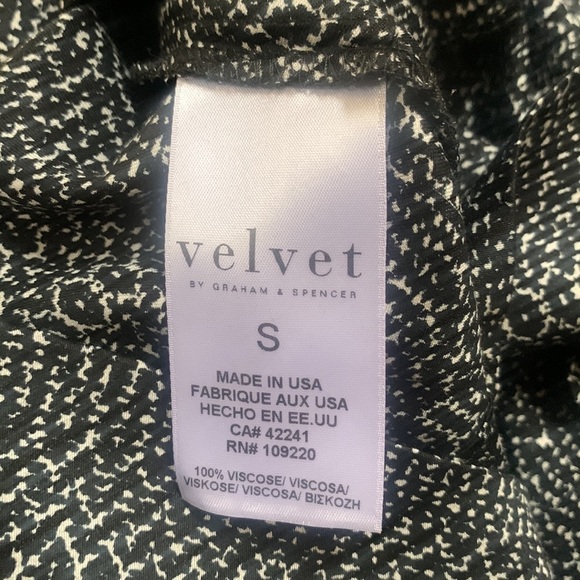 velvet
BY GRAHAM & SPENCER
S
MADE IN USA
FABRIQUE AUX USA
HECHO EN EE.UU
CA# 42241
RN# 109220
100% VISCOSE/ VISCOSA/
VISKOSE/ VISCOSA/ ΒΙΣΚΟΖΗ